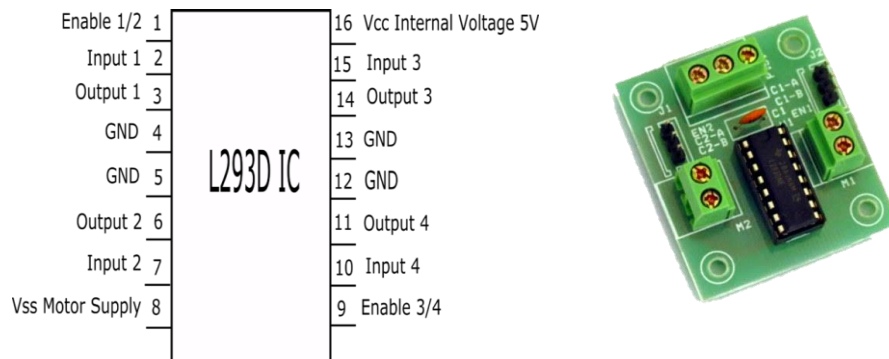 Enable 1/2 1
Input 1 2
Output 1 3
GND 4
GND 5
Output 2 6
Input 2 7
Vss Motor Supply 8
L293D IC
16 Vcc Internal Voltage 5V
15 Input 3
14 Output 3
13 GND
12 GND
11 Output 4
10 Input 4
9 Enable 3/4
J2
C1-A
C1-B
C1
EN1
J1
M1
M2